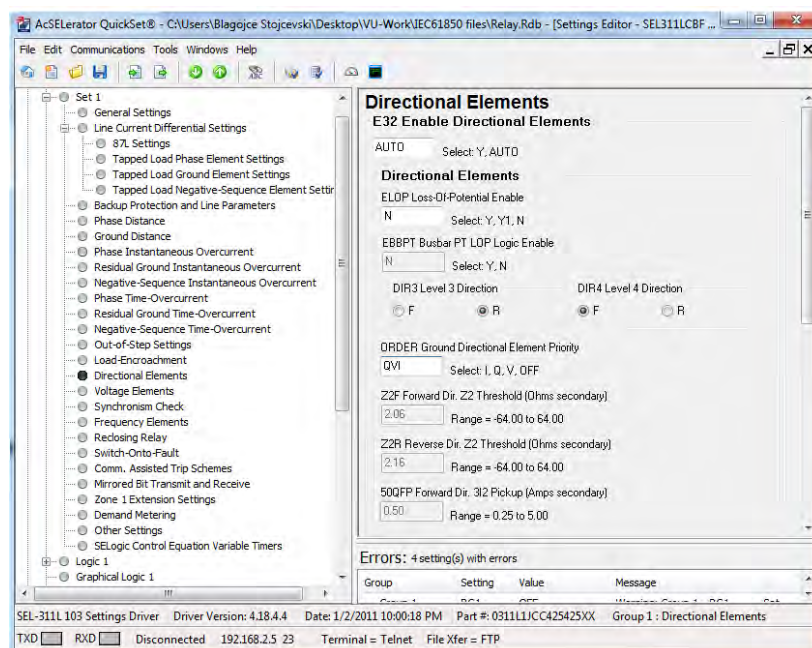 AcSELerator QuickSet® - C:\Users\Blagojce Stojcevski\Desktop\VU-Work\IEC61850 files\Relay.Rdb - [Settings Editor - SEL311LCBF ...
File Edit Communications Tools Windows Help
Set 1
General Settings
Line Current Differential Settings
87L Settings
Tapped Load Phase Element Settings
Tapped Load Ground Element Settings
Tapped Load Negative-Sequence Element Settir
Backup Protection and Line Parameters
Phase Distance
Ground Distance
Phase Instantaneous Overcurrent
Residual Ground Instantaneous Overcurrent
Negative-Sequence Instantaneous Overcurrent
Phase Time-Overcurrent
Residual Ground Time-Overcurrent
Negative-Sequence Time-Overcurrent
Out-of-Step Settings
Load-Encroachment
Directional Elements
Voltage Elements
Synchronism Check
Frequency Elements
Reclosing Relay
Switch-Onto-Fault
Comm. Assisted Trip Schemes
Mirrored Bit Transmit and Receive
Zone 1 Extension Settings
Demand Metering
Other Settings
SELogic Control Equation Variable Timers
Logic 1
Graphical Logic 1
Directional Elements
E32 Enable Directional Elements
AUTO Select: Y, AUTO
Directional Elements
ELOP Loss-Of-Potential Enable
N Select: Y, Y1, N
EBBPT Busbar PT LOP Logic Enable
N Select: Y, N
DIR3 Level 3 Direction DIR4 Level 4 Direction
F R F R
ORDER Ground Directional Element Priority
QVI Select: I, Q, V, OFF
Z2F Forward Dir. Z2 Threshold (Ohms secondary)
2.06 Range = -64.00 to 64.00
Z2R Reverse Dir. Z2 Threshold (Ohms secondary)
2.16 Range = -64.00 to 64.00
50QFP Forward Dir. 3I2 Pickup (Amps secondary)
0.50 Range = 0.25 to 5.00
Errors: 4 setting(s) with errors
Group Setting Value Message
SEL-311L 103 Settings Driver Driver Version: 4.18.4.4 Date: 1/2/2011 10:00:18 PM Part #: 0311L1JCC425425XX Group 1 : Directional Elements
TXD RXD Disconnected 192.168.2.5 23 Terminal = Telnet File Xfer = FTP